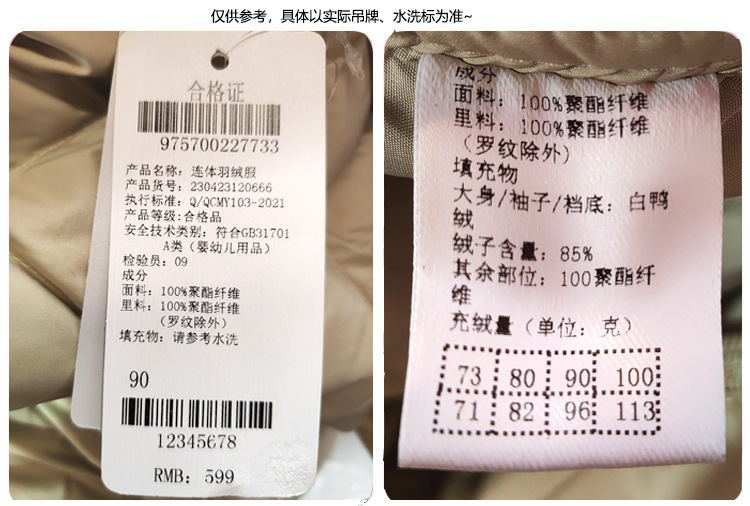 仅供参考，具体以实际吊牌、水洗标为准~
合格证
975700227733
产品名称：连体羽绒服
产品货号：230423120666
执行标准：Q/QCMY103-2021
产品等级：合格品
安全技术类别：符合GB31701
A类（婴幼儿用品）
检验员：09
成分
面料：100%聚酯纤维
里料：100%聚酯纤维
（罗纹除外）
填充物：请参考水洗
90
12345678
RMB：599
成分
面料：100%聚酯纤维
里料：100%聚酯纤维
（罗纹除外）
填充物
大身/袖子/档底：白鸭
绒
绒子含量：85%
其余部位：100聚酯纤
维
充绒量（单位：克）
73 80 90 100
71 82 96 113